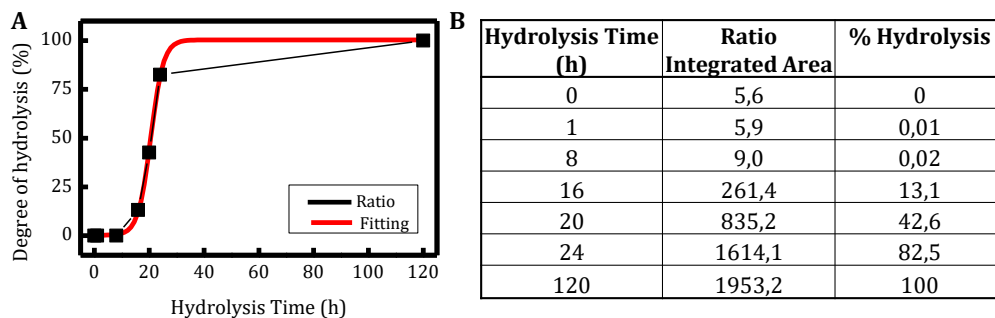 A
Degree of hydrolysis (%)
100
75
50
25
0
Ratio
Fitting
0 20 40 60 80 100 120
Hydrolysis Time (h)
B
Hydrolysis Time (h) Ratio Integrated Area % Hydrolysis
0 5,6 0
1 5,9 0,01
8 9,0 0,02
16 261,4 13,1
20 835,2 42,6
24 1614,1 82,5
120 1953,2 100